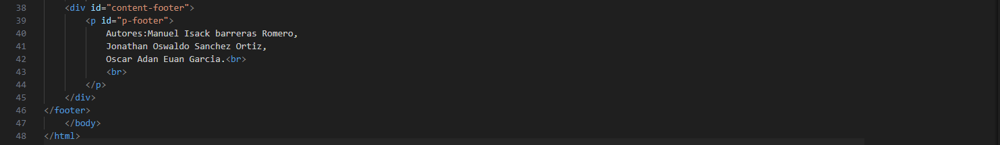 38 <div id="content-footer">
39 <p id="p-footer">
40 Autores:Manuel Isack barreras Romero,
41 Jonathan Oswaldo Sanchez Ortiz,
42 Oscar Adan Euan Garcia.<br>
43 <br>
44 </p>
45 </div>
46 </footer>
47 </body>
48 </html>